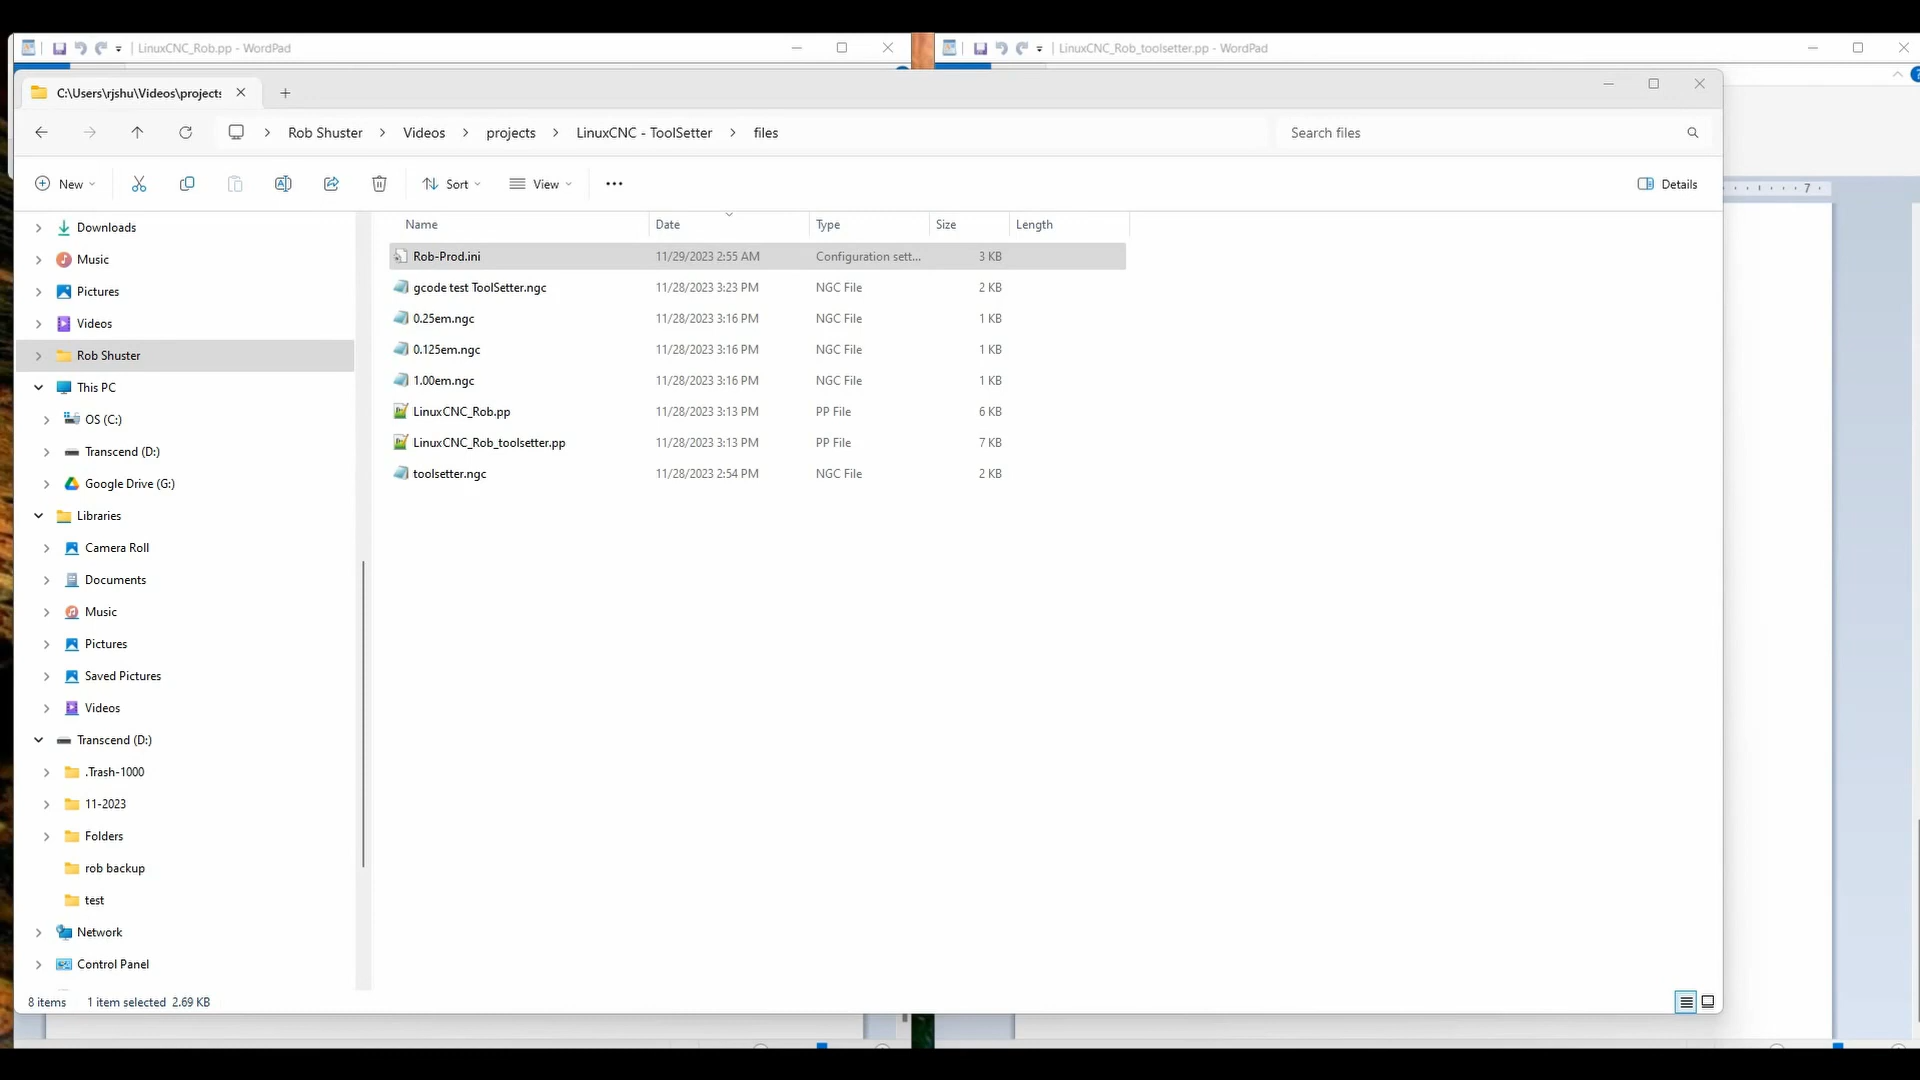 LinuxCNC_Rob.pp - WordPad
LinuxCNC_Rob_toolsetter.pp - WordPad
C:\Users\rjshu\Videos\projects
Rob Shuster > Videos > projects > LinuxCNC - ToolSetter > files
Search files
New
Sort
View
Details
7
Name Date Type Size Length
Rob-Prod.ini 11/29/2023 2:55 AM Configuration sett... 3 KB
gcode test ToolSetter.ngc 11/28/2023 3:23 PM NGC File 2 KB
0.25em.ngc 11/28/2023 3:16 PM NGC File 1 KB
0.125em.ngc 11/28/2023 3:16 PM NGC File 1 KB
1.00em.ngc 11/28/2023 3:16 PM NGC File 1 KB
LinuxCNC_Rob.pp 11/28/2023 3:13 PM PP File 6 KB
LinuxCNC_Rob_toolsetter.pp 11/28/2023 3:13 PM PP File 7 KB
toolsetter.ngc 11/28/2023 2:54 PM NGC File 2 KB
Downloads
Music
Pictures
Videos
Rob Shuster
This PC
OS (C:)
Transcend (D:)
Google Drive (G:)
Libraries
Camera Roll
Documents
Music
Pictures
Saved Pictures
Videos
Transcend (D:)
.Trash-1000
11-2023
Folders
rob backup
test
Network
Control Panel
8 items 1 item selected 2.69 KB